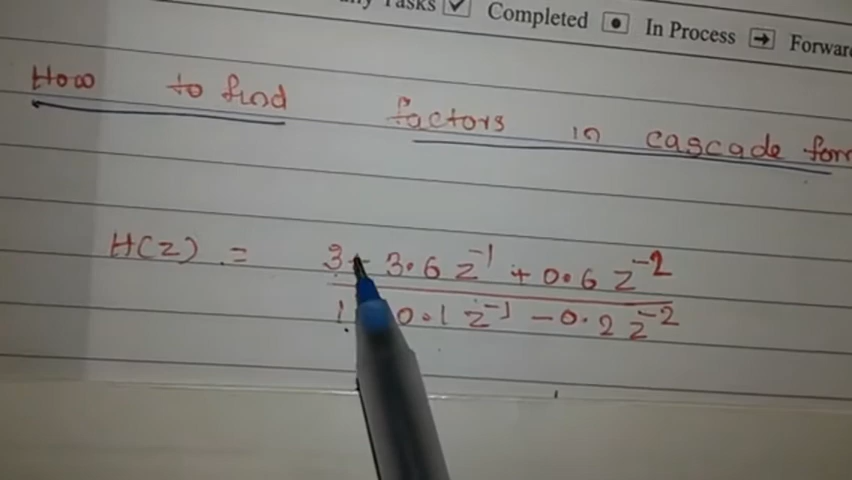 Tasks ✓ Completed • In Process → Forward
How to find factors in cascade form
H(z) = 3+3.6 z⁻¹ + 0.6 z⁻²
1 0.1 z⁻¹ - 0.2 z⁻²